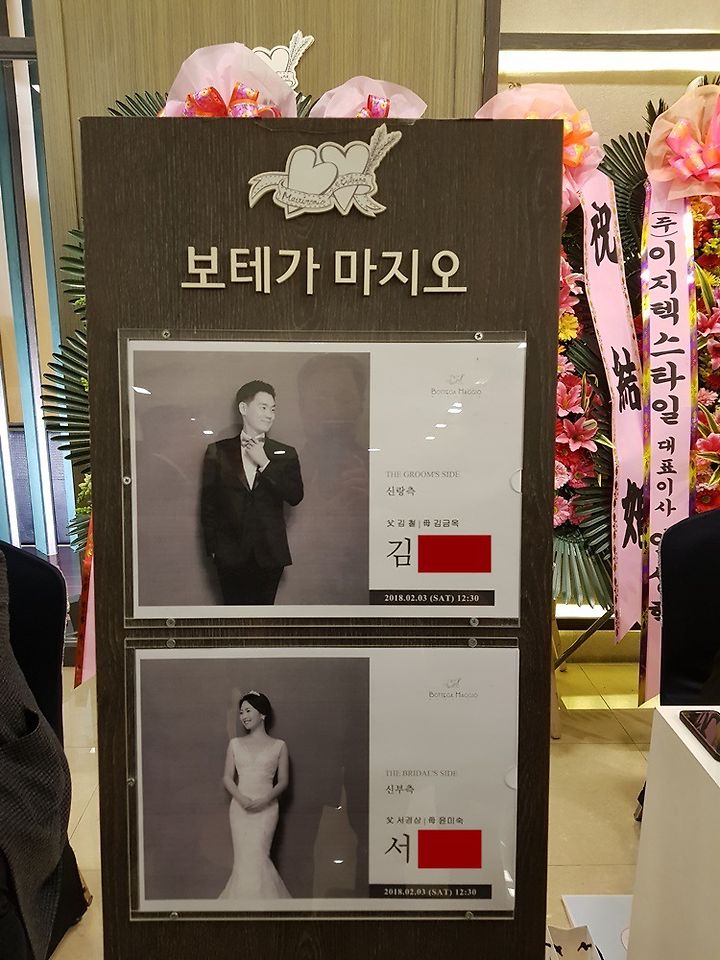 보테가 마지오
BOTTEGA MAGGIO
THE GROOM'S SIDE
신랑측
父 김 철 | 母 김금옥
김
2018.02.03 (SAT) 12:30
BOTTEGA MAGGIO
THE BRIDAL'S SIDE
신부측
父 서경삼 | 母 윤미숙
서
2018.02.03 (SAT) 12:30
祝 結 婚
(주)이지텍스타일 대표이사